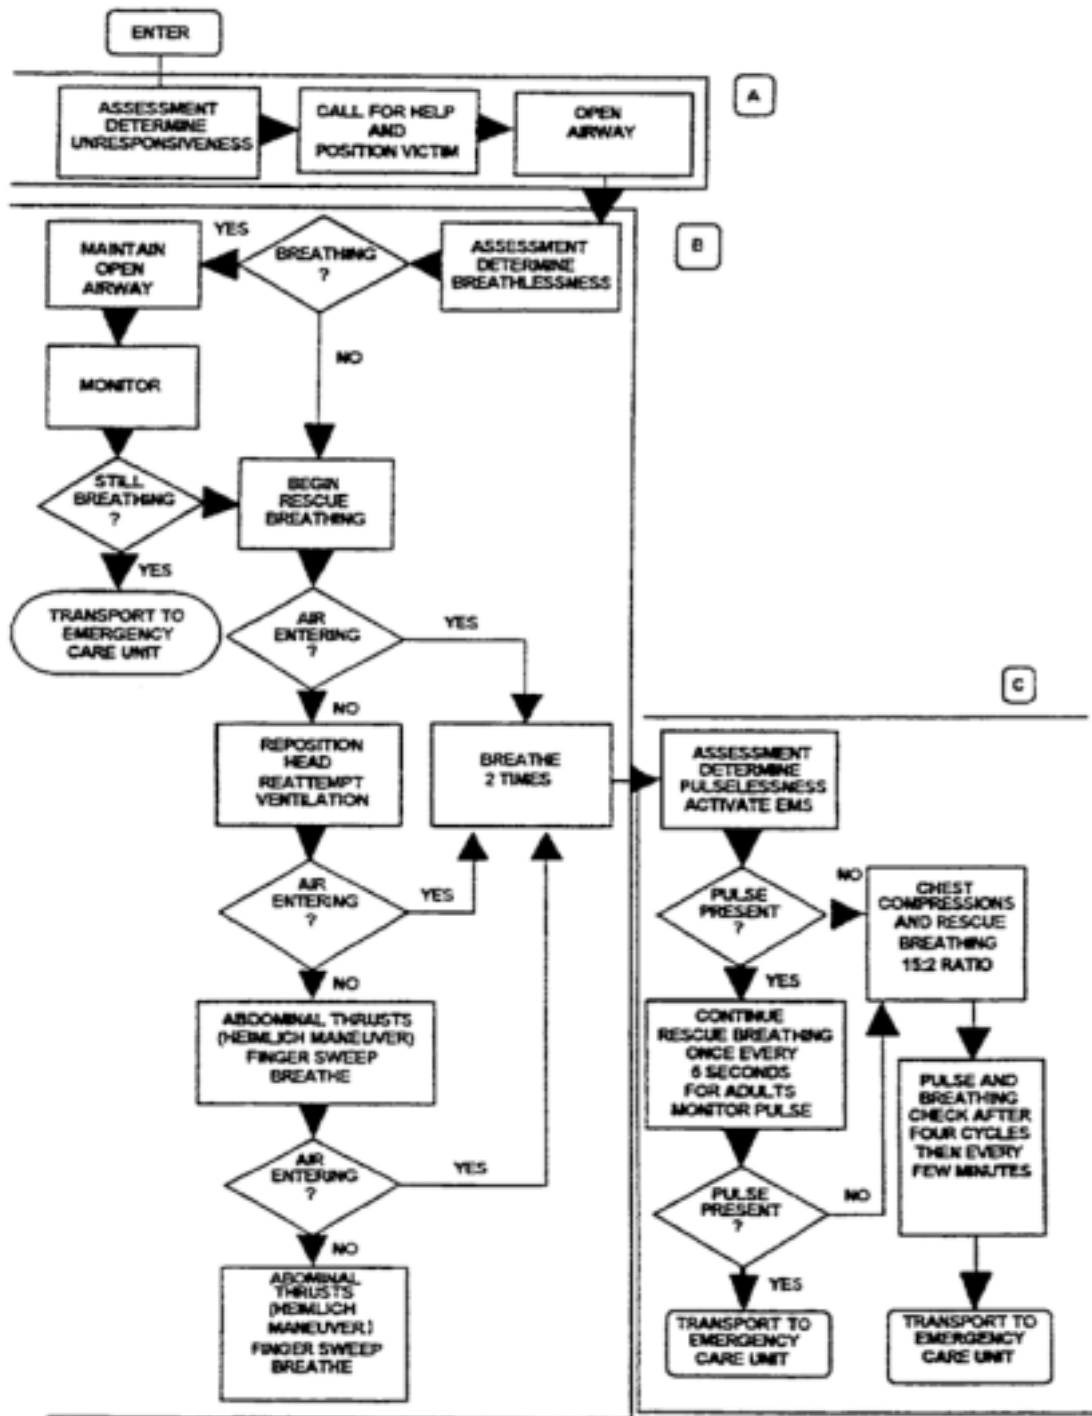 ENTER
A
ASSESSMENT
DETERMINE
UNRESPONSIVENESS
CALL FOR HELP
AND
POSITION VICTIM
OPEN
AIRWAY
B
YES
MAINTAIN
OPEN
AIRWAY
BREATHING
?
ASSESSMENT
DETERMINE
BREATHLESSNESS
NO
MONITOR
STILL
BREATHING
?
BEGIN
RESCUE
BREATHING
YES
TRANSPORT TO
EMERGENCY
CARE UNIT
AIR
ENTERING
?
YES
NO
REPOSITION
HEAD
REATTEMPT
VENTILATION
BREATHE
2 TIMES
AIR
ENTERING
?
YES
NO
ABDOMINAL THRUSTS
(HEIMLICH MANEUVER)
FINGER SWEEP
BREATHE
AIR
ENTERING
?
YES
NO
ABOMINAL
THRUSTS
(HEIMLICH
MANEUVER)
FINGER SWEEP
BREATHE
C
ASSESSMENT
DETERMINE
PULSELESSNESS
ACTIVATE EMS
PULSE
PRESENT
?
NO
CHEST
COMPRESSIONS
AND RESCUE
BREATHING
15:2 RATIO
YES
CONTINUE
RESCUE BREATHING
ONCE EVERY
5 SECONDS
FOR ADULTS
MONITOR PULSE
PULSE AND
BREATHING
CHECK AFTER
FOUR CYCLES
THEN EVERY
FEW MINUTES
PULSE
PRESENT
?
NO
YES
TRANSPORT TO
EMERGENCY
CARE UNIT
TRANSPORT TO
EMERGENCY
CARE UNIT